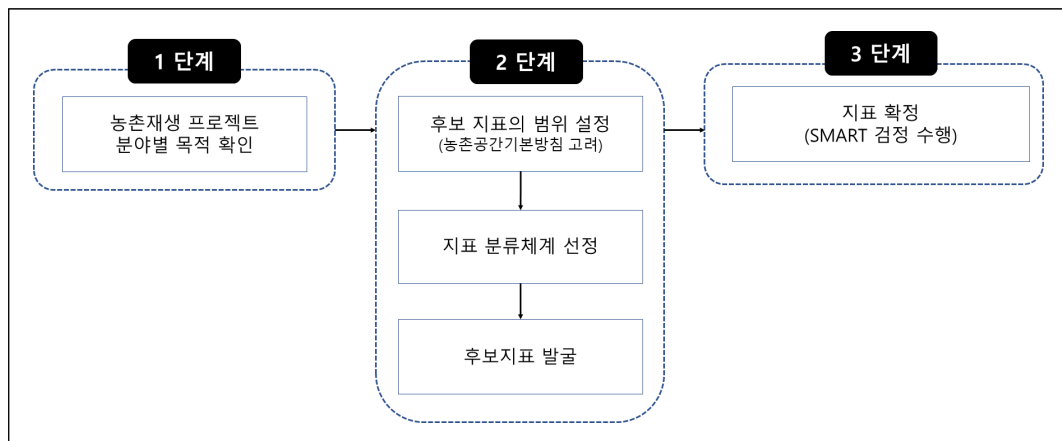 1 단계
농촌재생 프로젝트
분야별 목적 확인
2 단계
후보 지표의 범위 설정
(농촌공간기본방침 고려)
지표 분류체계 선정
후보지표 발굴
3 단계
지표 확정
(SMART 검정 수행)